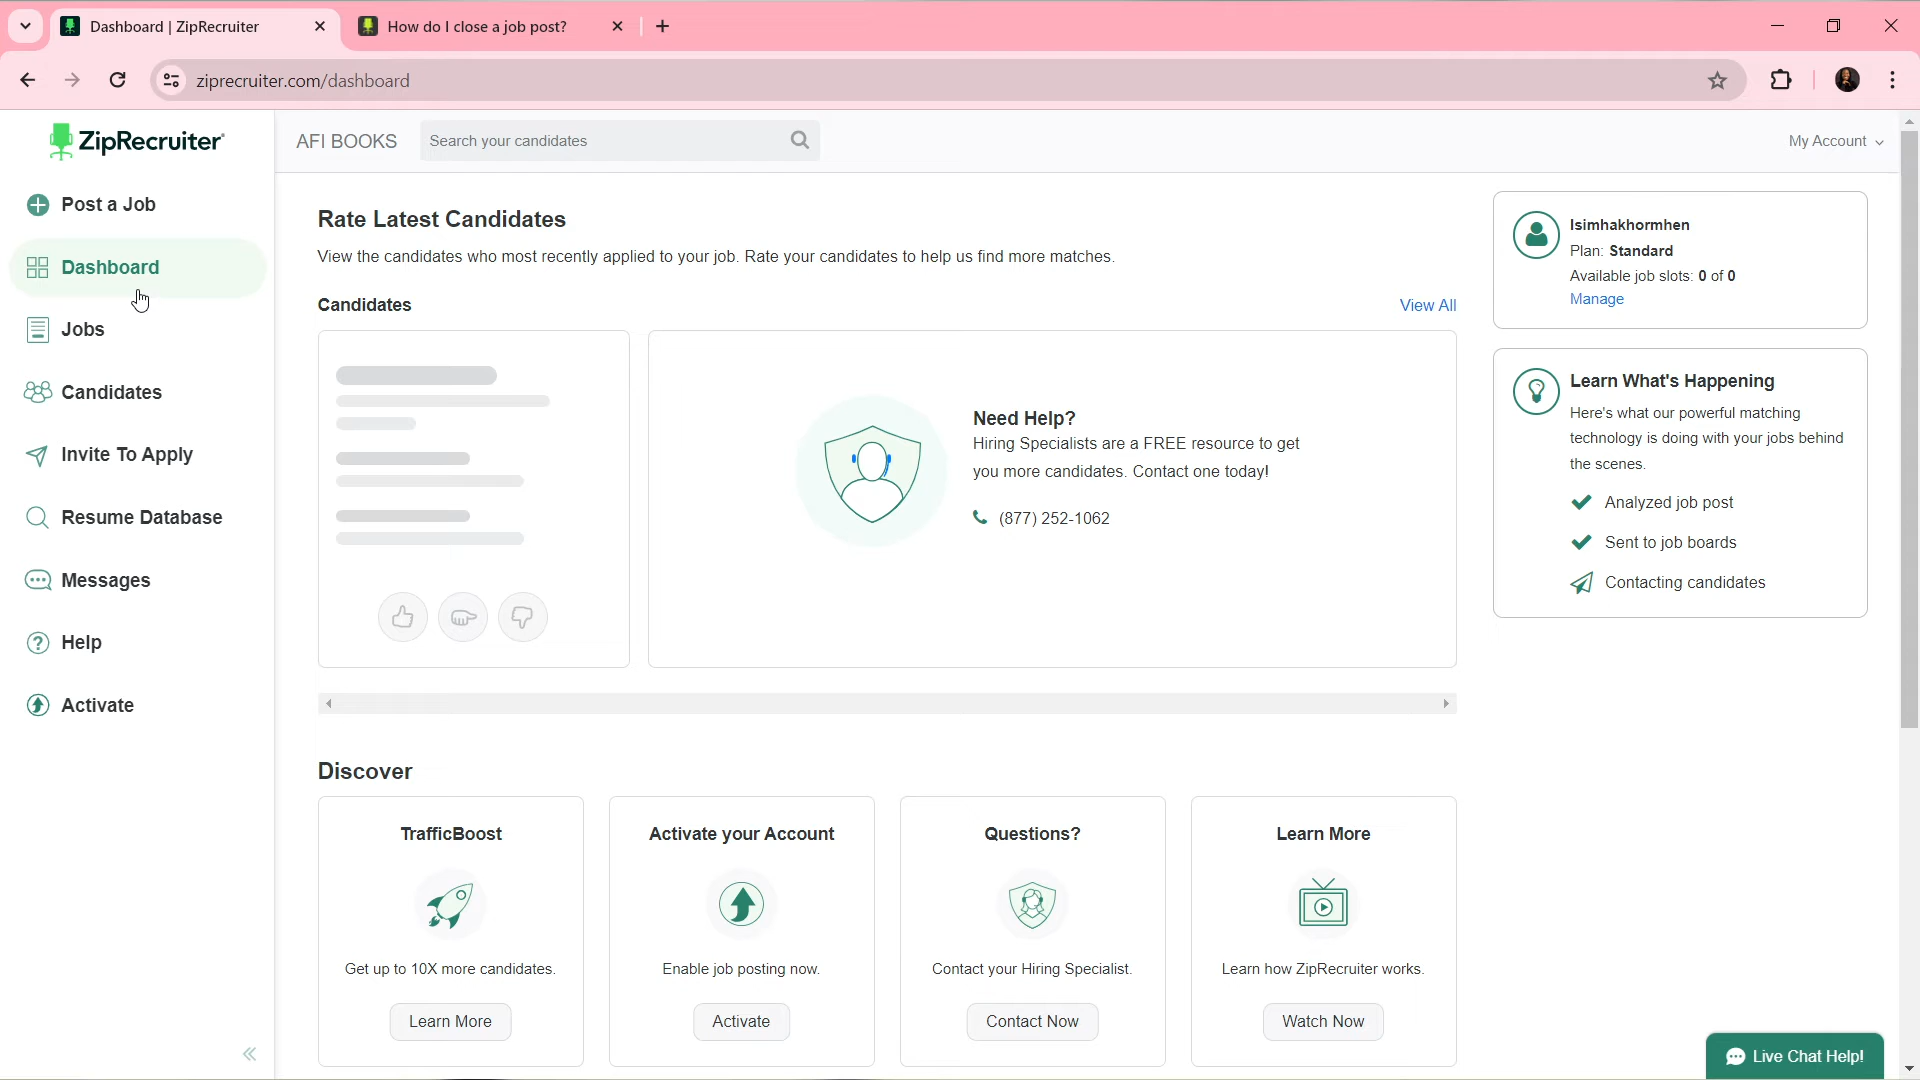 Dashboard | ZipRecruiter
How do I close a job post?
ziprecruiter.com/dashboard
ZipRecruiter
AFI BOOKS
Search your candidates
My Account
Post a Job
Dashboard
Jobs
Candidates
Invite To Apply
Resume Database
Messages
Help
Activate
Rate Latest Candidates
View the candidates who most recently applied to your job. Rate your candidates to help us find more matches.
Candidates
View All
Need Help?
Hiring Specialists are a FREE resource to get
you more candidates. Contact one today!
(877) 252-1062
Isimhakhormhen
Plan: Standard
Available job slots: 0 of 0
Manage
Learn What's Happening
Here's what our powerful matching
technology is doing with your jobs behind
the scenes.
Analyzed job post
Sent to job boards
Contacting candidates
Discover
TrafficBoost
Get up to 10X more candidates.
Learn More
Activate your Account
Enable job posting now.
Activate
Questions?
Contact your Hiring Specialist.
Contact Now
Learn More
Learn how ZipRecruiter works.
Watch Now
Live Chat Help!